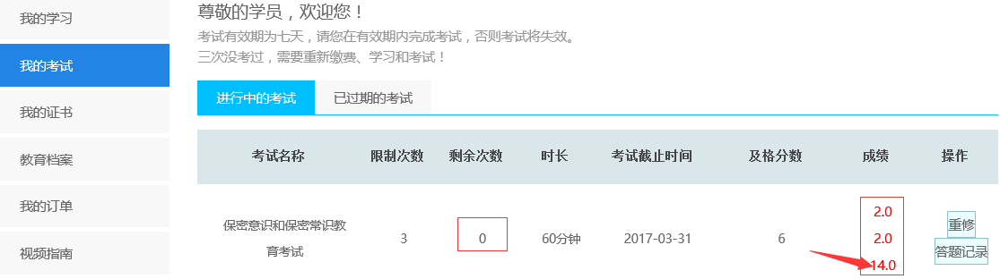 我的学习
我的考试
我的证书
教育档案
我的订单
视频指南
尊敬的学员，欢迎您！
考试有效期为七天，请您在有效期内完成考试，否则考试将失效。
三次没考过，需要重新缴费、学习和考试！
进行中的考试 已过期的考试
考试名称 限制次数 剩余次数 时长 考试截止时间 及格分数 成绩 操作
保密意识和保密常识教
育考试
3
0
60分钟
2017-03-31
6
2.0
2.0
14.0
重修
答题记录